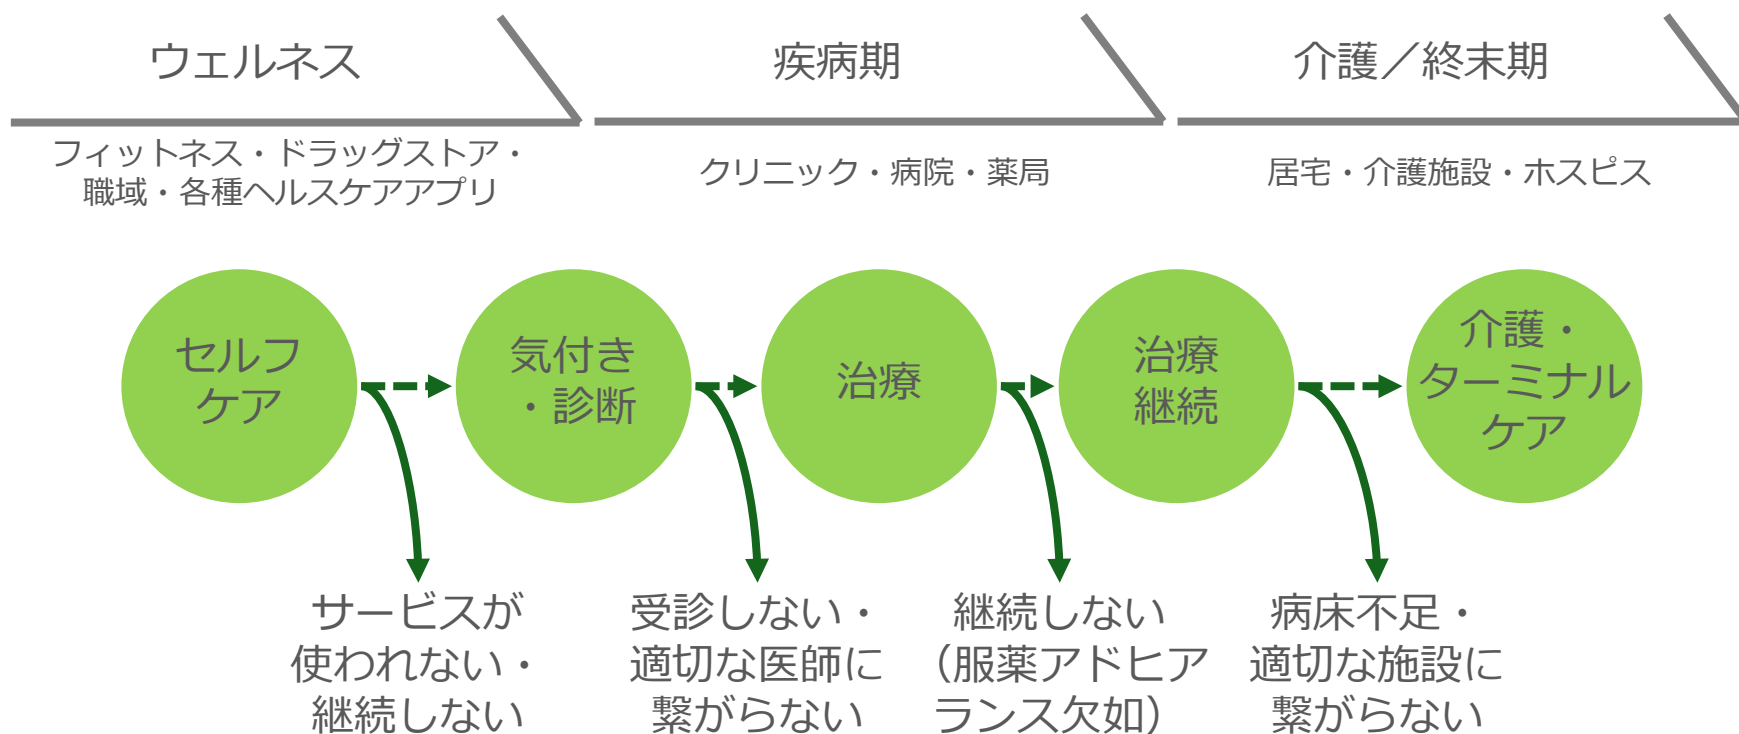 ウェルネス
疾病期
介護／終末期
フィットネス・ドラッグストア・
職域・各種ヘルスケアアプリ
クリニック・病院・薬局
居宅・介護施設・ホスピス
セルフ
ケア
気付き
・診断
治療
治療
継続
介護・
ターミナル
ケア
サービスが
使われない・
継続しない
受診しない・
適切な医師に
繋がらない
継続しない
（服薬アドヒア
ランス欠如）
病床不足・
適切な施設に
繋がらない